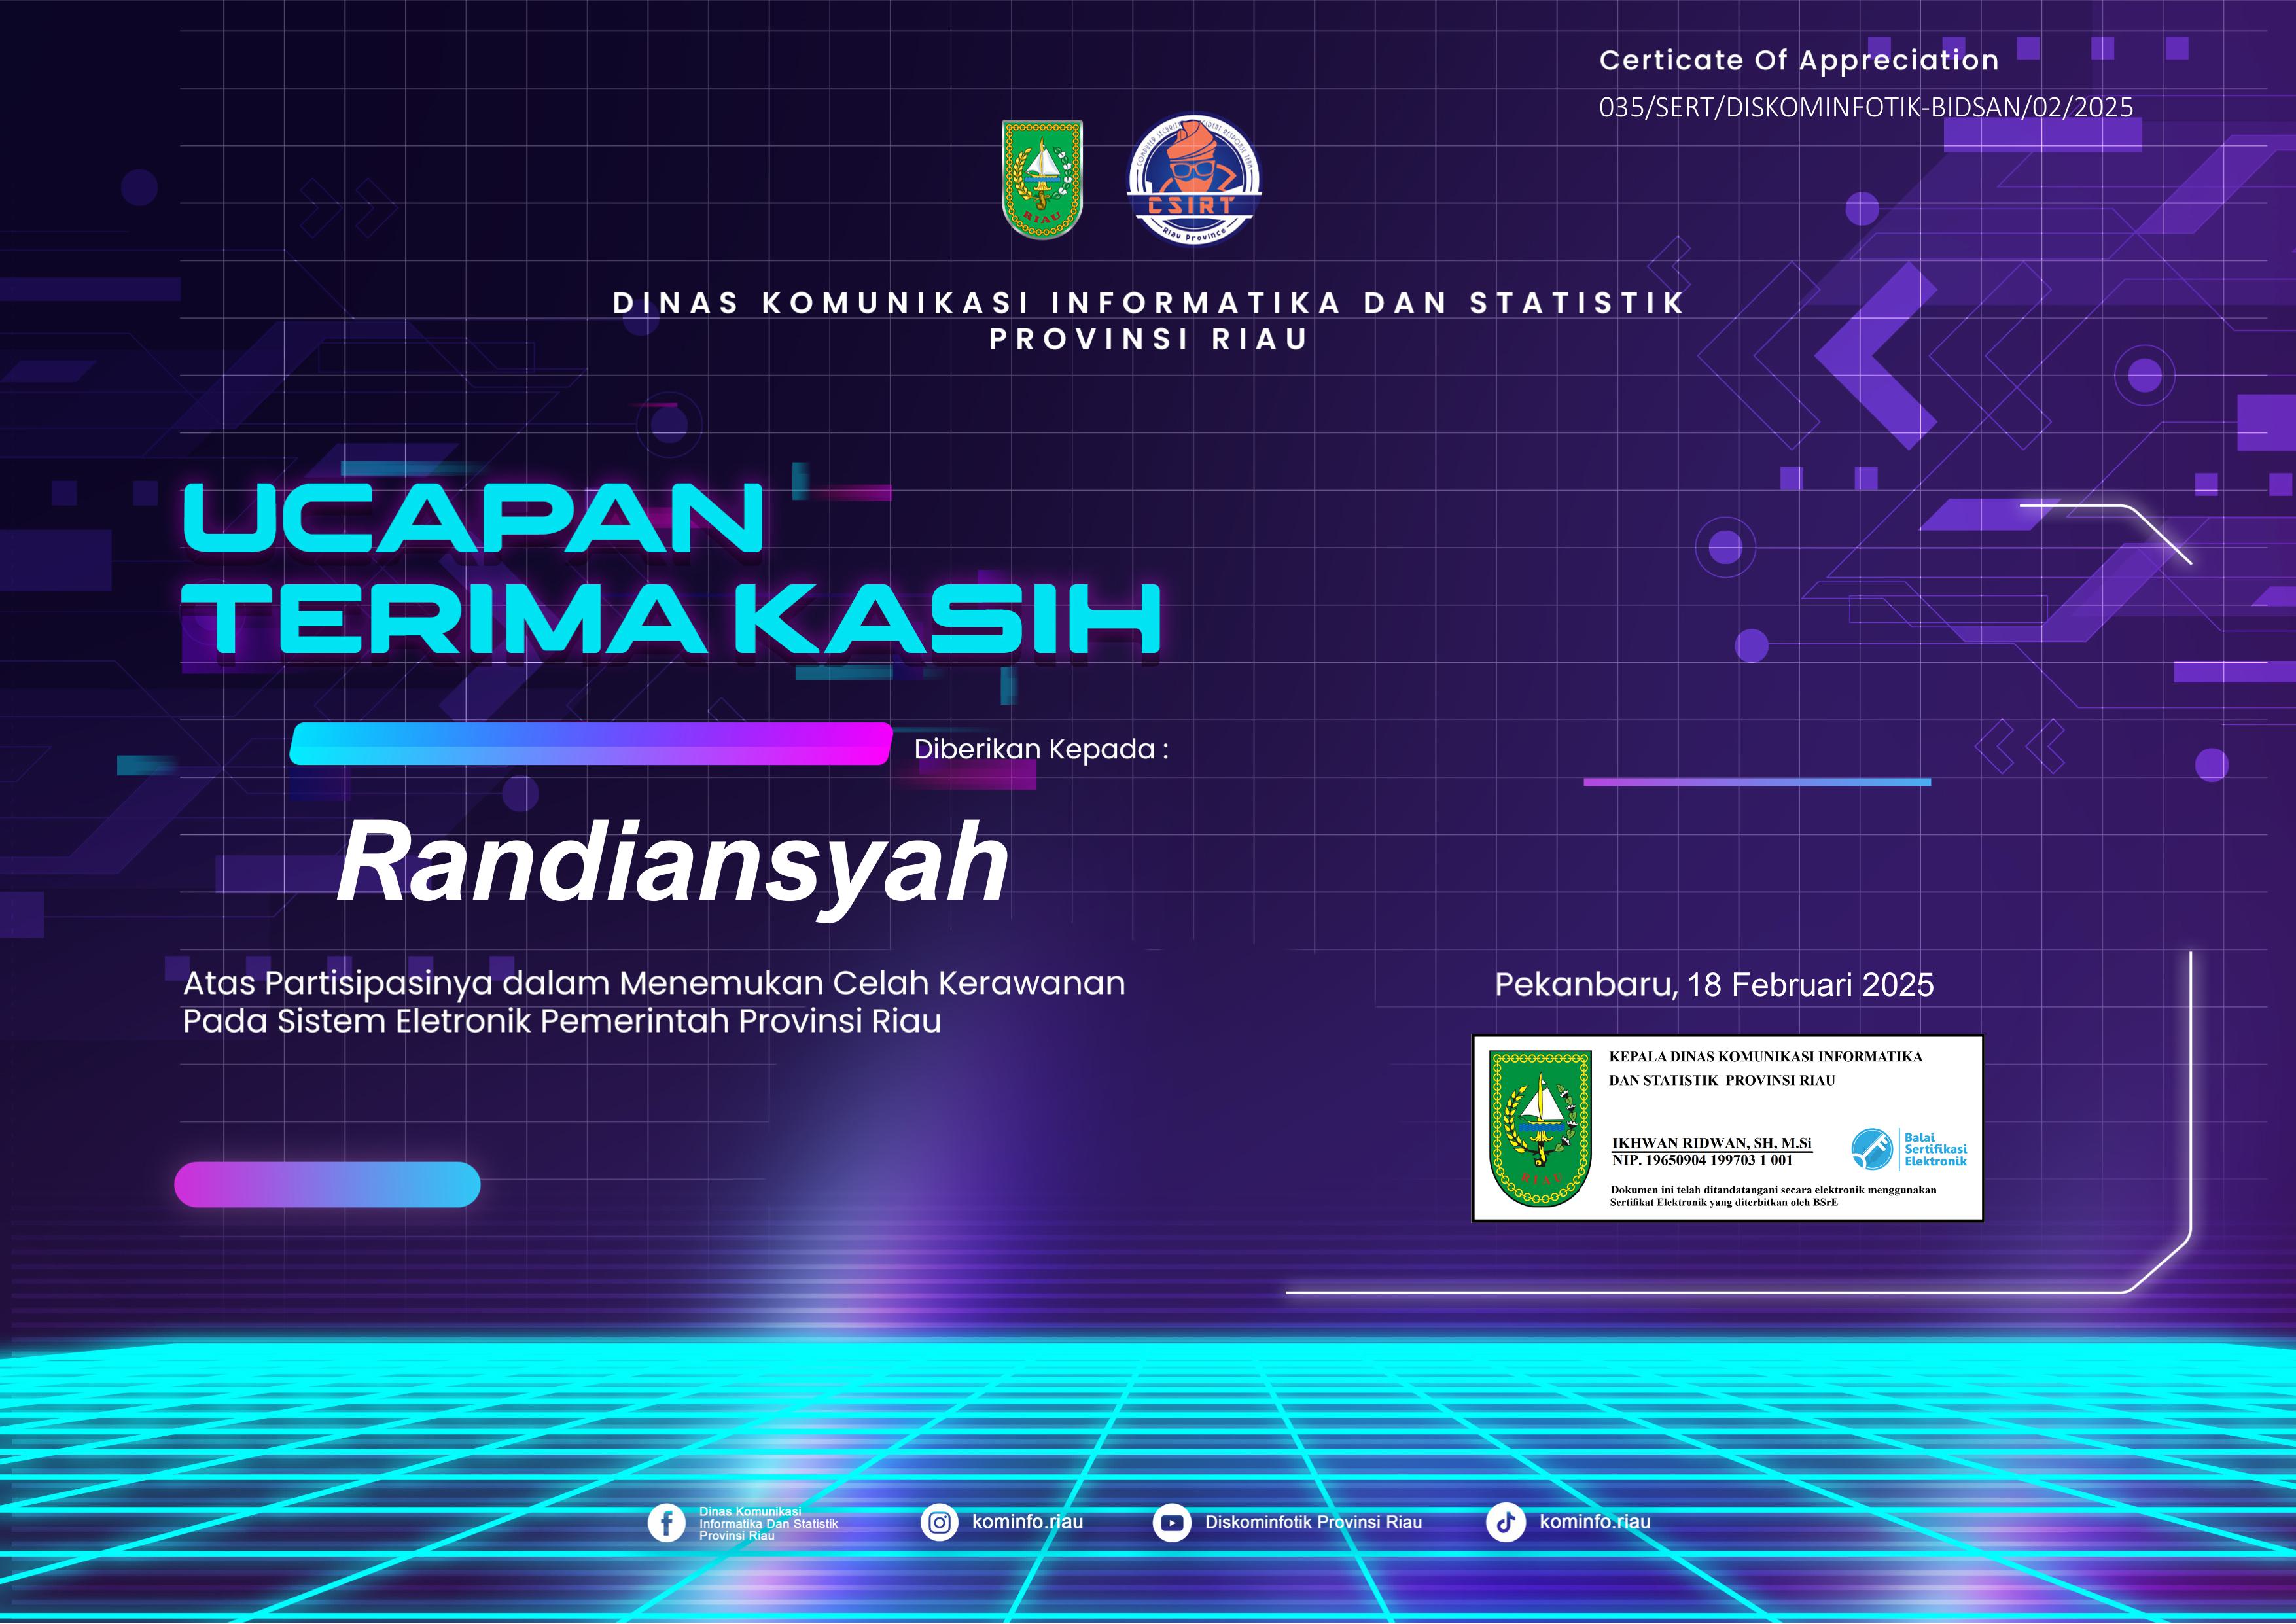 Certicate Of Appreciation
035/SERT/DISKOMINFOTIK-BIDSAN/02/2025
RIAU
CSIRT
Riau Province
DINAS KOMUNIKASI INFORMATIKA DAN STATISTIK
PROVINSI RIAU
UCAPAN
TERIMA KASIH
Diberikan Kepada :
Randiansyah
Atas Partisipasinya dalam Menemukan Celah Kerawanan
Pada Sistem Eletronik Pemerintah Provinsi Riau
Pekanbaru, 18 Februari 2025
KEPALA DINAS KOMUNIKASI INFORMATIKA
DAN STATISTIK PROVINSI RIAU
IKHWAN RIDWAN, SH, M.Si
NIP. 19650904 199703 1 001
RIAU
Balai
Sertifikasi
Elektronik
Dokumen ini telah ditandatangani secara elektronik menggunakan
Sertifikat Elektronik yang diterbitkan oleh BSrE
Dinas Komunikasi
Informatika Dan Statistik
Provinsi Riau
kominfo.riau
Diskominfotik Provinsi Riau
kominfo.riau